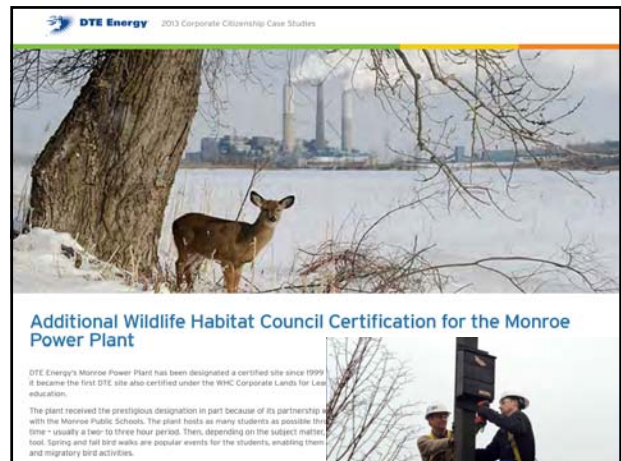 DTE Energy 2013 Corporate Citizenship Case Studies
Additional Wildlife Habitat Council Certification for the Monroe
Power Plant
DTE Energy's Monroe Power Plant has been designated a certified site since 1999
it became the first DTE site also certified under the WHC Corporate Lands for Lea
education.
The plant received the prestigious designation in part because of its partnership a
with the Monroe Public Schools. The plant hosts as many students as possible thr
time - usually a two- to three hour period. Then, depending on the subject matter,
tool. Spring and fall bird walks are popular events for the students, enabling them
and migratory bird activities.